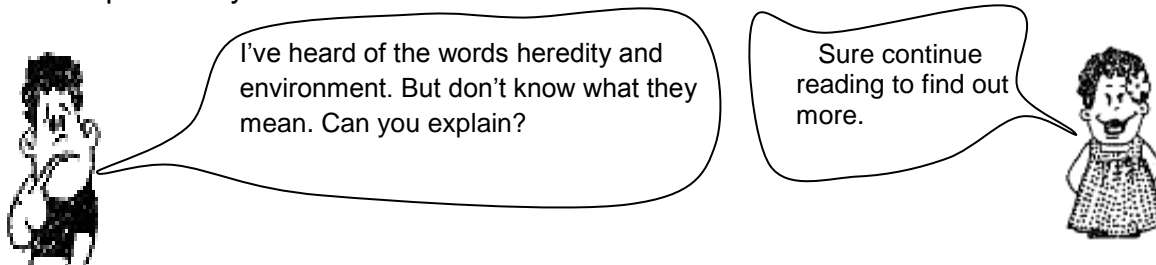 I've heard of the words heredity and
environment. But don't know what they
mean. Can you explain?
Sure continue
reading to find out
more.